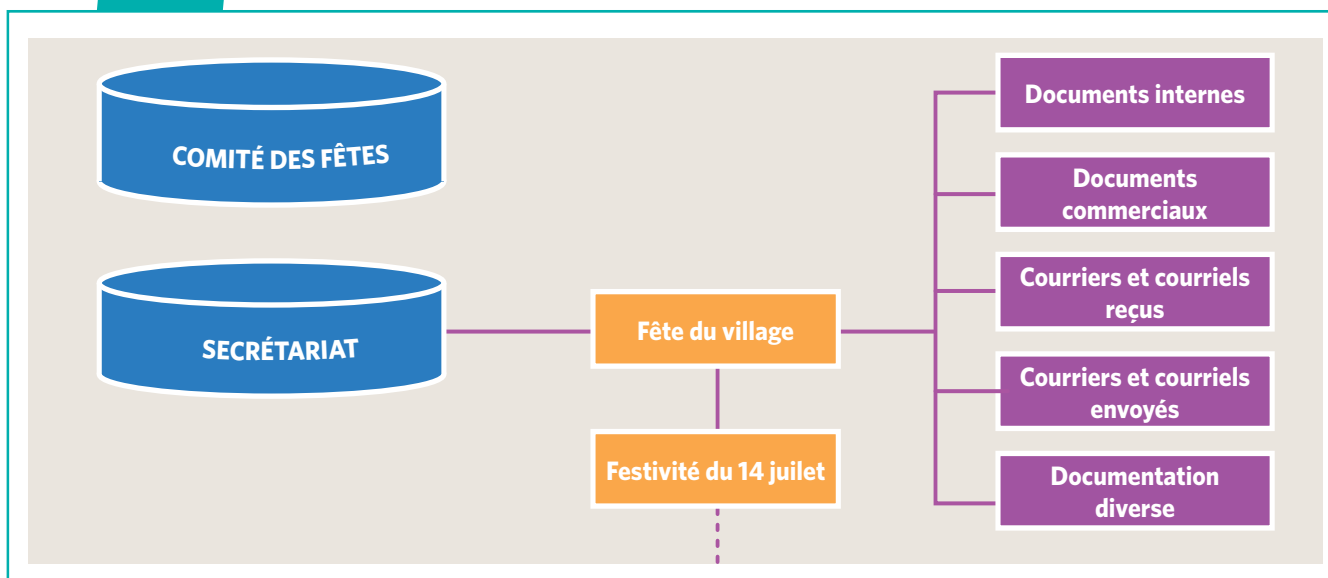 COMITÉ DES FÊTES
SECRÉTARIAT
Fête du village
Festivité du 14 juilet
Documents internes
Documents
commerciaux
Courriers et courriels
reçus
Courriers et courriels
envoyés
Documentation
diverse